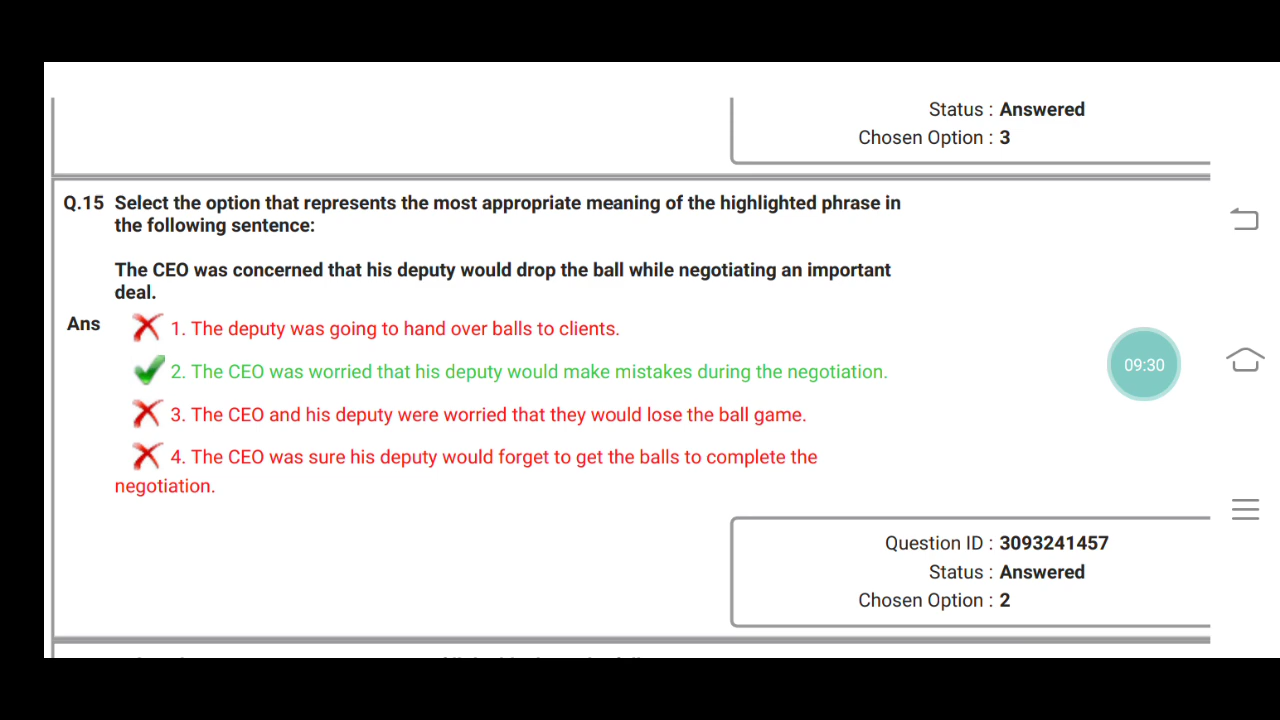 Status : Answered
Chosen Option : 3
Q.15 Select the option that represents the most appropriate meaning of the highlighted phrase in
the following sentence:
The CEO was concerned that his deputy would drop the ball while negotiating an important
deal.
Ans
1. The deputy was going to hand over balls to clients.
2. The CEO was worried that his deputy would make mistakes during the negotiation.
09:30
3. The CEO and his deputy were worried that they would lose the ball game.
4. The CEO was sure his deputy would forget to get the balls to complete the
negotiation.
Question ID : 3093241457
Status : Answered
Chosen Option : 2